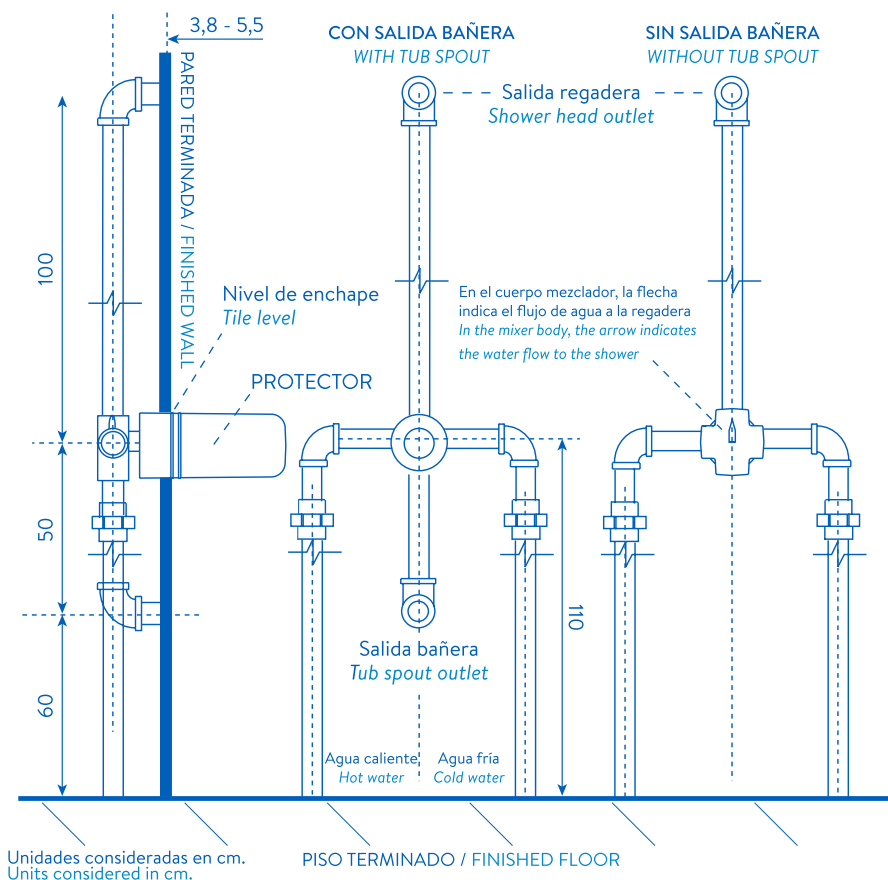 3,8 - 5,5
CON SALIDA BAÑERA
WITH TUB SPOUT
SIN SALIDA BAÑERA
WITHOUT TUB SPOUT
PARED TERMINADA / FINISHED WALL
Salida regadera
Shower head outlet
100
Nivel de enchape
Tile level
En el cuerpo mezclador, la flecha
indica el flujo de agua a la regadera
In the mixer body, the arrow indicates
the water flow to the shower
PROTECTOR
50
110
Salida bañera
Tub spout outlet
60
Agua caliente
Hot water
Agua fría
Cold water
Unidades consideradas en cm.
Units considered in cm.
PISO TERMINADO / FINISHED FLOOR